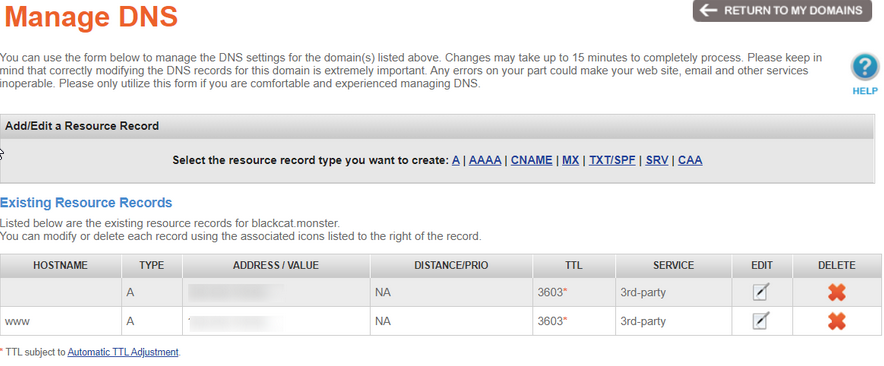 Manage DNS
RETURN TO MY DOMAINS
You can use the form below to manage the DNS settings for the domain(s) listed above. Changes may take up to 15 minutes to completely process. Please keep in
mind that correctly modifying the DNS records for this domain is extremely important. Any errors on your part could make your web site, email and other services
inoperable. Please only utilize this form if you are comfortable and experienced managing DNS.
?
HELP
Add/Edit a Resource Record
Select the resource record type you want to create: A | AAAA | CNAME | MX | TXT/SPF | SRV | CAA
Existing Resource Records
Listed below are the existing resource records for blackcat.monster.
You can modify or delete each record using the associated icons listed to the right of the record.
HOSTNAME TYPE ADDRESS / VALUE DISTANCE/PRIO TTL SERVICE EDIT DELETE
A NA 3603* 3rd-party
www A NA 3603* 3rd-party
* TTL subject to Automatic TTL Adjustment.